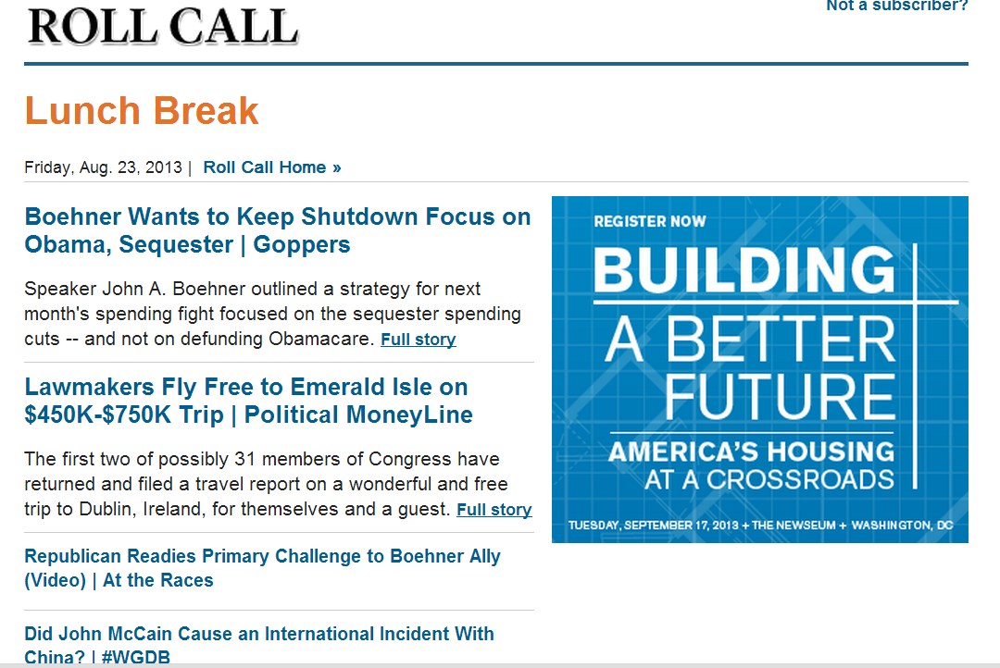 Not a subscriber?
ROLL CALL
Lunch Break
Friday, Aug. 23, 2013 | Roll Call Home »
Boehner Wants to Keep Shutdown Focus on
Obama, Sequester | Goppers
Speaker John A. Boehner outlined a strategy for next
month's spending fight focused on the sequester spending
cuts -- and not on defunding Obamacare. Full story
Lawmakers Fly Free to Emerald Isle on
$450K-$750K Trip | Political MoneyLine
The first two of possibly 31 members of Congress have
returned and filed a travel report on a wonderful and free
trip to Dublin, Ireland, for themselves and a guest. Full story
Republican Readies Primary Challenge to Boehner Ally
(Video) | At the Races
Did John McCain Cause an International Incident With
China? | #WGDB
REGISTER NOW
BUILDING
A BETTER
FUTURE
AMERICA'S HOUSING
AT A CROSSROADS
TUESDAY, SEPTEMBER 17, 2013 + THE NEWSEUM + WASHINGTON, DC